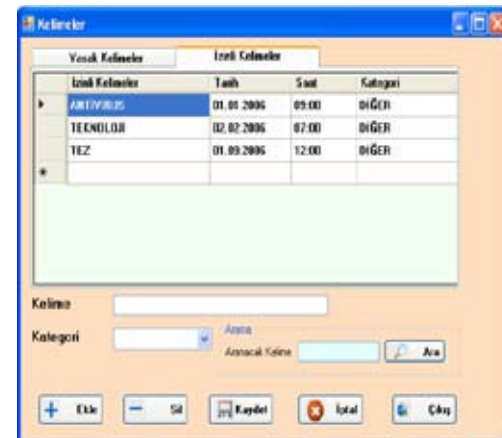 Kelimeler
Yasak Kelimeler İzinli Kelimeler
İzinli Kelimeler Tarih Saat Kategori
ANTIVIRUS 01.01.2006 09:00 DİĞER
TEKNOLOJI 02.02.2006 07:00 DİĞER
TEZ 01.09.2006 12:00 DİĞER
Kelime
Kategori
Arama
Aranacak Kelime Ara
Ekle Sil Kaydet İptal Çıkış